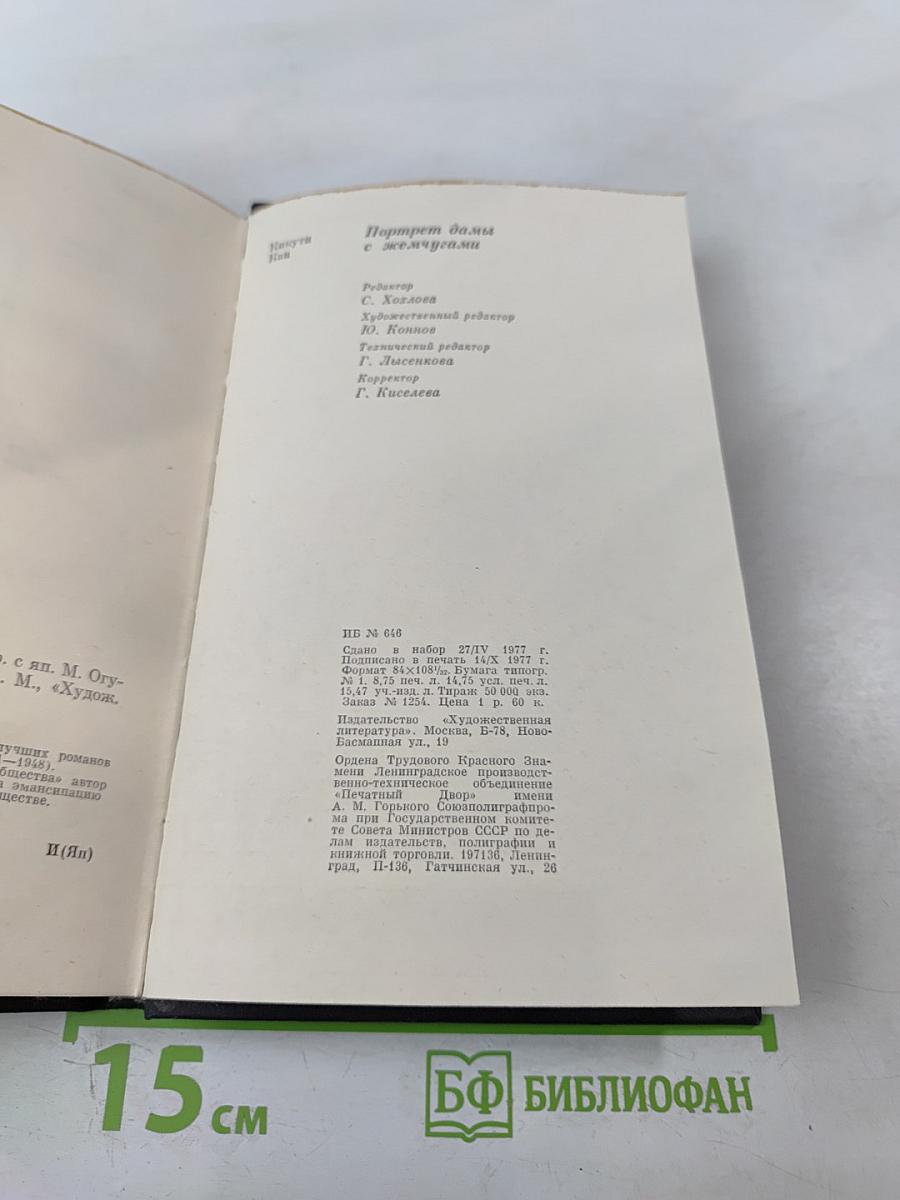 . с яп. М. Огу-
. М., «Худож.
лучших романов
—1948).
бщества» автор
а эмансипацию
ществе.
И(Яп)
Кикути
Кан
Портрет дамы
с жемчугами
Редактор
С. Хохлова
Художественный редактор
Ю. Коннов
Технический редактор
Г. Лысенкова
Корректор
Г. Киселева
ИБ № 646
Сдано в набор 27/IV 1977 г.
Подписано в печать 14/X 1977 г.
Формат 84×108¹/₃₂. Бумага типогр.
№ 1. 8,75 печ. л. 14,75 усл. печ. л.
15,47 уч.-изд. л. Тираж 50 000 экз.
Заказ № 1254. Цена 1 р. 60 к.
Издательство «Художественная
литература». Москва, Б-78, Ново-
Басманная ул., 19
Ордена Трудового Красного Зна-
мени Ленинградское производст-
венно-техническое объединение
«Печатный Двор» имени
А. М. Горького Союзполиграфпро-
ма при Государственном комите-
те Совета Министров СССР по де-
лам издательств, полиграфии и
книжной торговли. 197136, Ленин-
град, П-136, Гатчинская ул., 26
15 см
БФ БИБЛИОФАН